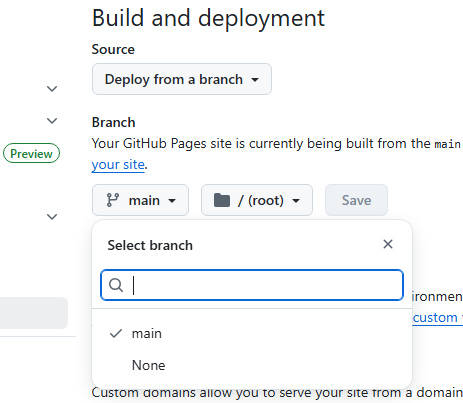 Build and deployment
Source
Deploy from a branch
Branch
Your GitHub Pages site is currently being built from the main
Preview
your site.
main
/ (root)
Save
Select branch
main
custom
None
Custom domains allow you to serve your site from a domain